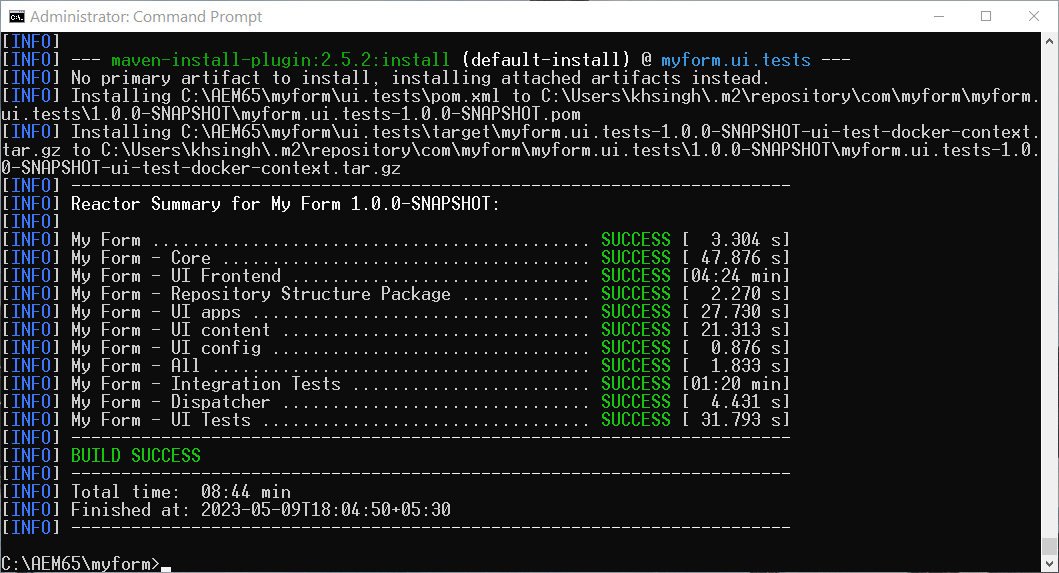 Administrator: Command Prompt
[INFO]
[INFO] --- maven-install-plugin:2.5.2:install (default-install) @ myform.ui.tests ---
[INFO] No primary artifact to install, installing attached artifacts instead.
[INFO] Installing C:\AEM65\myform\ui.tests\pom.xml to C:\Users\khsingh\.m2\repository\com\myform\myform.
ui.tests\1.0.0-SNAPSHOT\myform.ui.tests-1.0.0-SNAPSHOT.pom
[INFO] Installing C:\AEM65\myform\ui.tests\target\myform.ui.tests-1.0.0-SNAPSHOT-ui-test-docker-context.
tar.gz to C:\Users\khsingh\.m2\repository\com\myform\myform.ui.tests\1.0.0-SNAPSHOT\myform.ui.tests-1.0.
0-SNAPSHOT-ui-test-docker-context.tar.gz
[INFO] ------------------------------------------------------------------------
[INFO] Reactor Summary for My Form 1.0.0-SNAPSHOT:
[INFO]
[INFO] My Form ............................................ SUCCESS [  3.304 s]
[INFO] My Form - Core ..................................... SUCCESS [ 47.876 s]
[INFO] My Form - UI Frontend .............................. SUCCESS [04:24 min]
[INFO] My Form - Repository Structure Package ............. SUCCESS [  2.270 s]
[INFO] My Form - UI apps .................................. SUCCESS [ 27.730 s]
[INFO] My Form - UI content ............................... SUCCESS [ 21.313 s]
[INFO] My Form - UI config ................................ SUCCESS [  0.876 s]
[INFO] My Form - All ...................................... SUCCESS [  1.833 s]
[INFO] My Form - Integration Tests ........................ SUCCESS [01:20 min]
[INFO] My Form - Dispatcher ............................... SUCCESS [  4.431 s]
[INFO] My Form - UI Tests ................................. SUCCESS [ 31.793 s]
[INFO] ------------------------------------------------------------------------
[INFO] BUILD SUCCESS
[INFO] ------------------------------------------------------------------------
[INFO] Total time:  08:44 min
[INFO] Finished at: 2023-05-09T18:04:50+05:30
[INFO] ------------------------------------------------------------------------
C:\AEM65\myform>